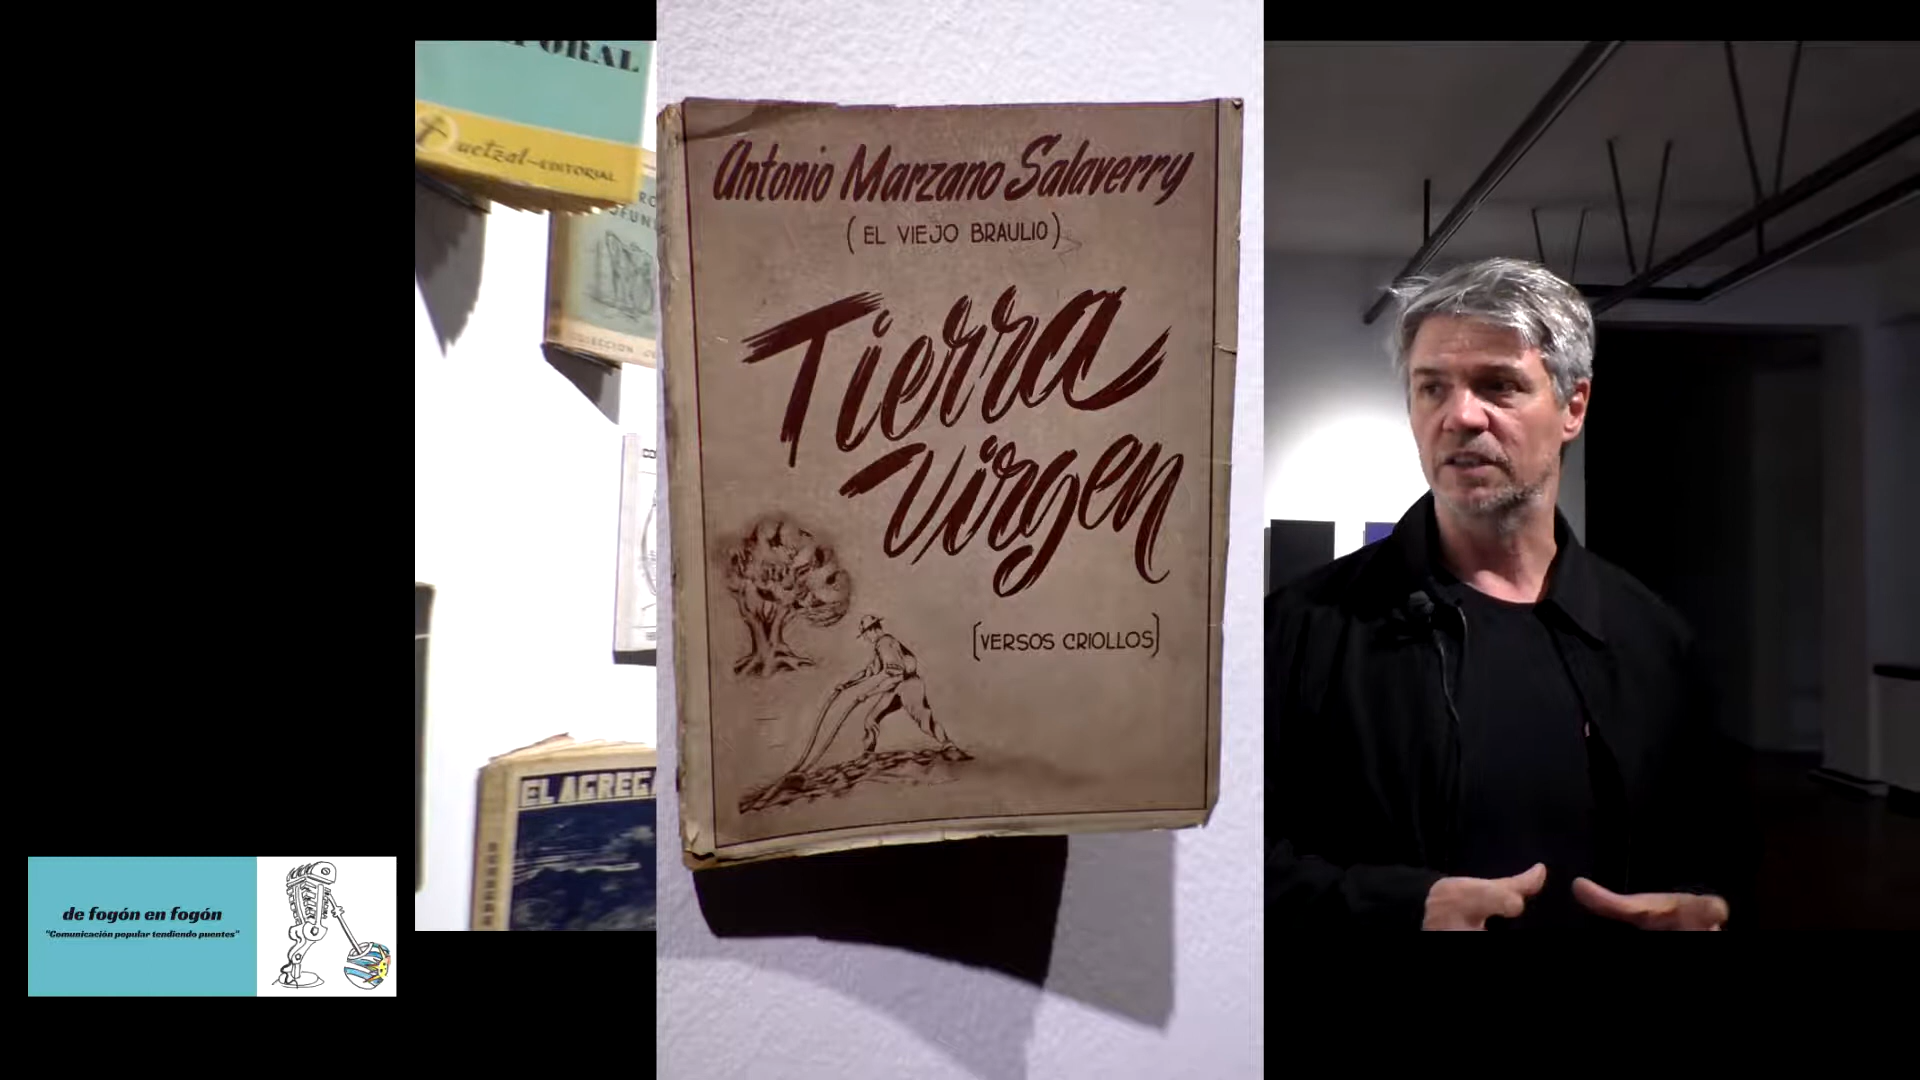 ORAL
uetzal-EDITORIAL
Antonio Marzano Salaverry
(EL VIEJO BRAULIO)
Tierra
Virgen
(VERSOS CRIOLLOS)
EL AGREGA
de fogón en fogón
"Comunicación popular tendiendo puentes"